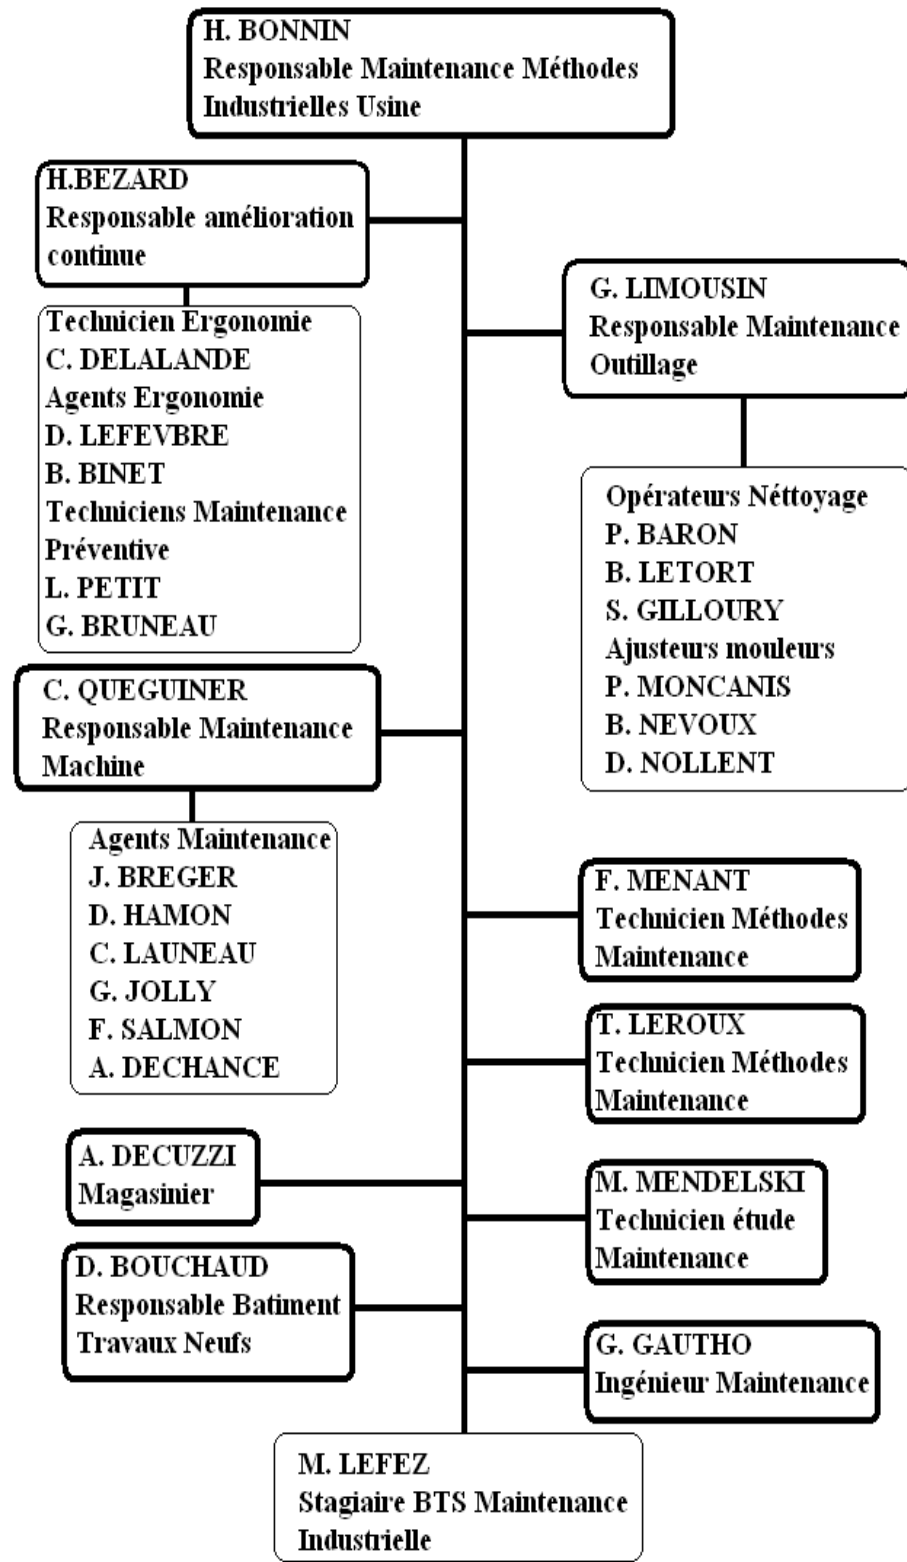 H. BONNIN
Responsable Maintenance Méthodes
Industrielles Usine
H.BEZARD
Responsable amélioration
continue
Technicien Ergonomie
C. DELALANDE
Agents Ergonomie
D. LEFEVBRE
B. BINET
Techniciens Maintenance
Préventive
L. PETIT
G. BRUNEAU
G. LIMOUSIN
Responsable Maintenance
Outillage
Opérateurs Néttoyage
P. BARON
B. LETORT
S. GILLOURY
Ajusteurs mouleurs
P. MONCANIS
B. NEVOUX
D. NOLLENT
C. QUEGUINER
Responsable Maintenance
Machine
Agents Maintenance
J. BREGER
D. HAMON
C. LAUNEAU
G. JOLLY
F. SALMON
A. DECHANCE
F. MENANT
Technicien Méthodes
Maintenance
T. LEROUX
Technicien Méthodes
Maintenance
A. DECUZZI
Magasinier
M. MENDELSKI
Technicien étude
Maintenance
D. BOUCHAUD
Responsable Batiment
Travaux Neufs
G. GAUTHO
Ingénieur Maintenance
M. LEFEZ
Stagiaire BTS Maintenance
Industrielle